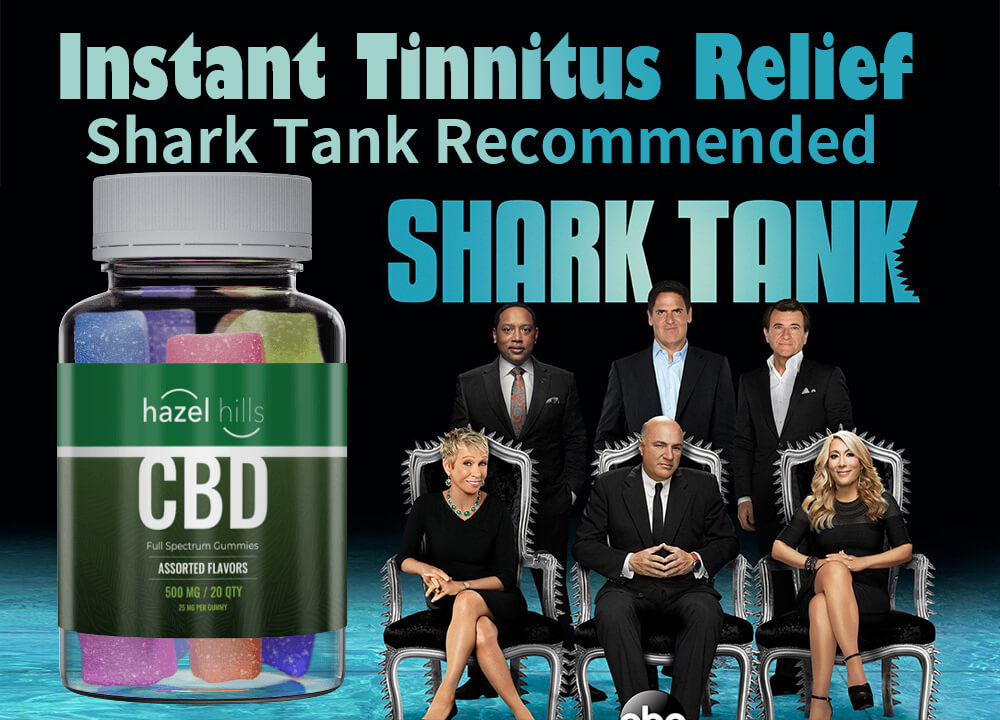 Instant Tinnitus Relief
Shark Tank Recommended
SHARK TANK
hazel hills
CBD
Full Spectrum Gummies
ASSORTED FLAVORS
500 MG / 20 QTY
25 MG PER GUMMY
abc